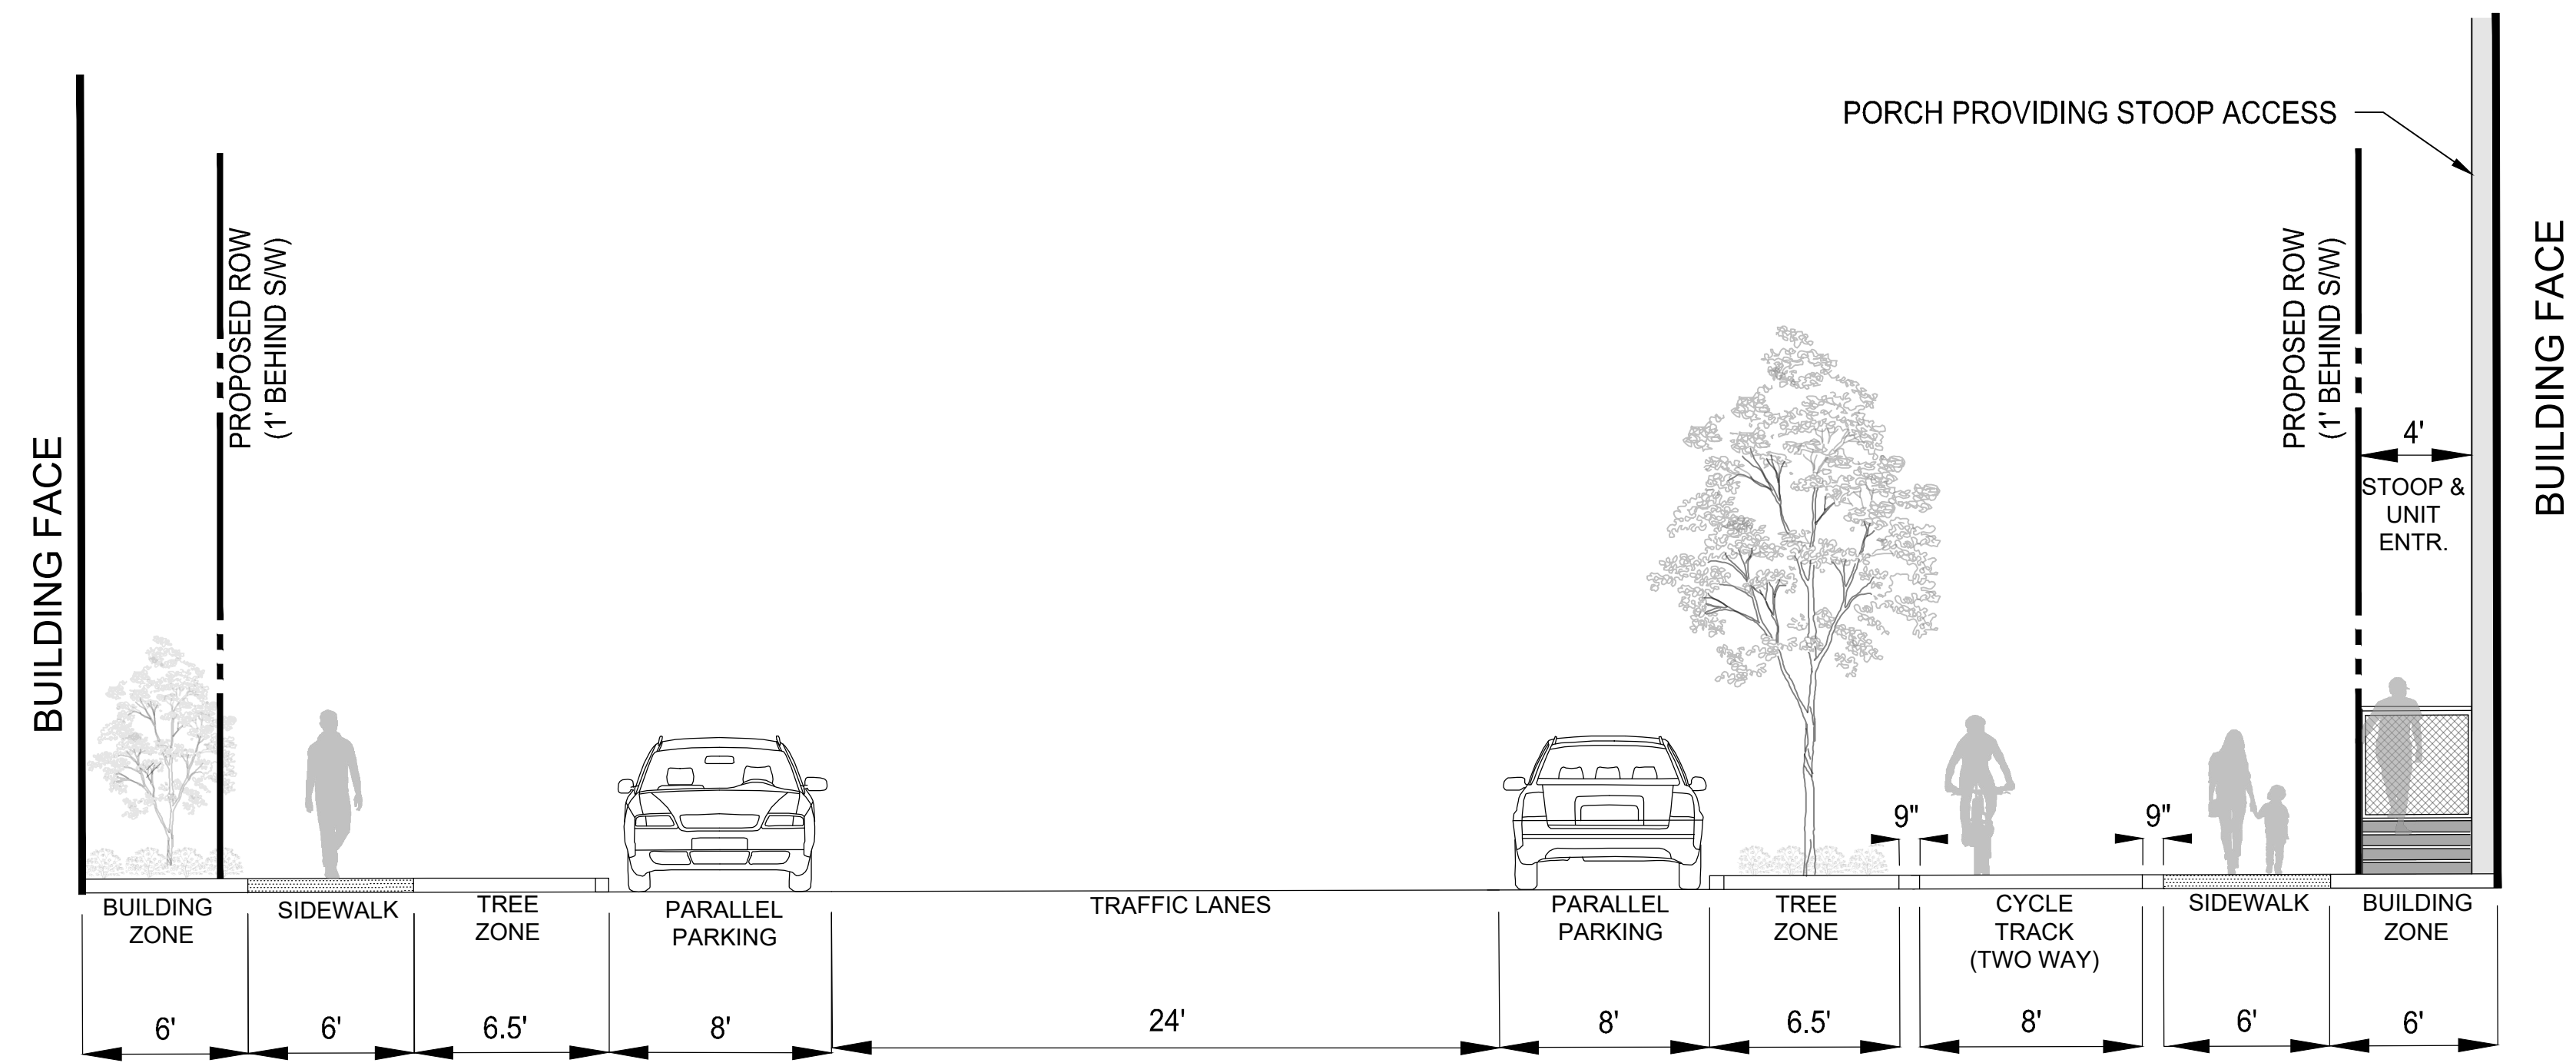 PORCH PROVIDING STOOP ACCESS
BUILDING FACE
PROPOSED ROW
(1' BEHIND S/W)
PROPOSED ROW
(1' BEHIND S/W)
BUILDING FACE
4'
STOOP &
UNIT
ENTR.
9"
9"
BUILDING
ZONE
SIDEWALK
TREE
ZONE
PARALLEL
PARKING
TRAFFIC LANES
PARALLEL
PARKING
TREE
ZONE
CYCLE
TRACK
(TWO WAY)
SIDEWALK
BUILDING
ZONE
6'
6'
6.5'
8'
24'
8'
6.5'
8'
6'
6'